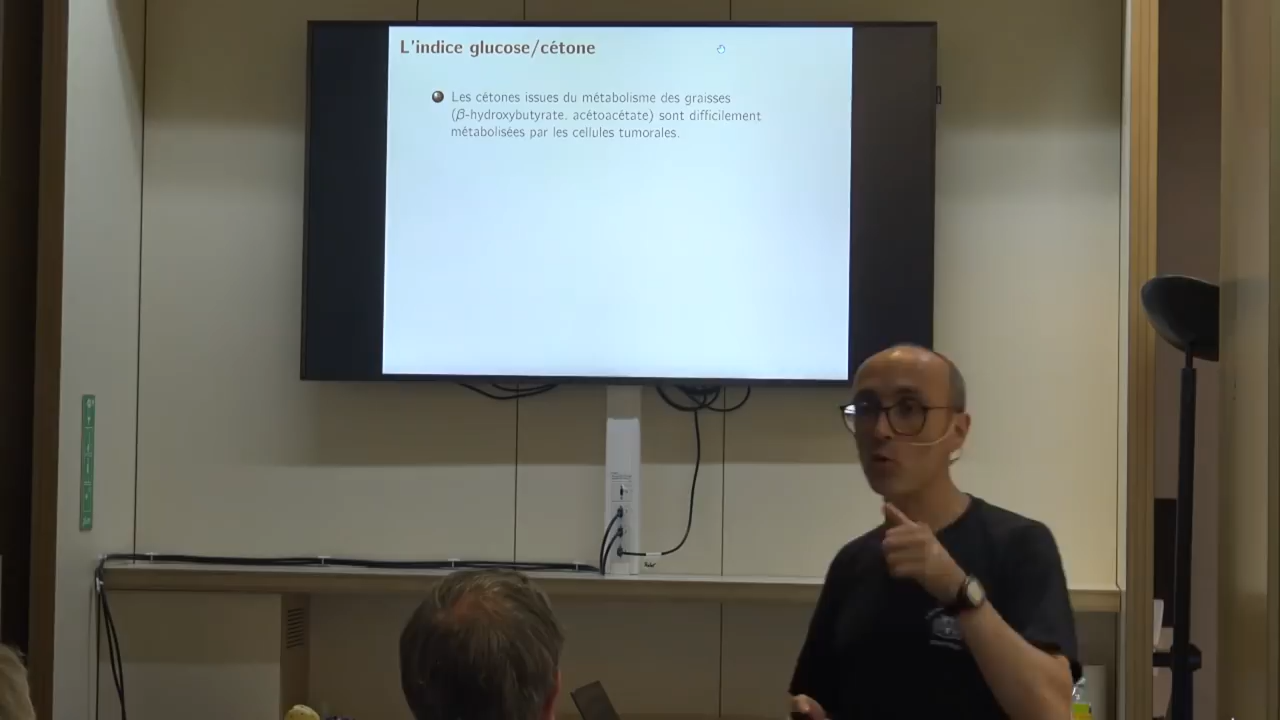 L'indice glucose/cétone
Les cétones issues du métabolisme des graisses
(β-hydroxybutyrate, acétoacétate) sont difficilement
métabolisées par les cellules tumorales.